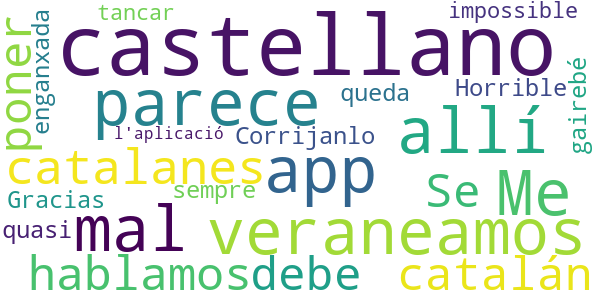 tancar impossible
castellano
poner enganxada parece queda Horrible gairebé
l'aplicació Corrijanlo allí
catalanes app
Gracias sempre Se Me
quasi mal veraneamos
hablamos debe catalán